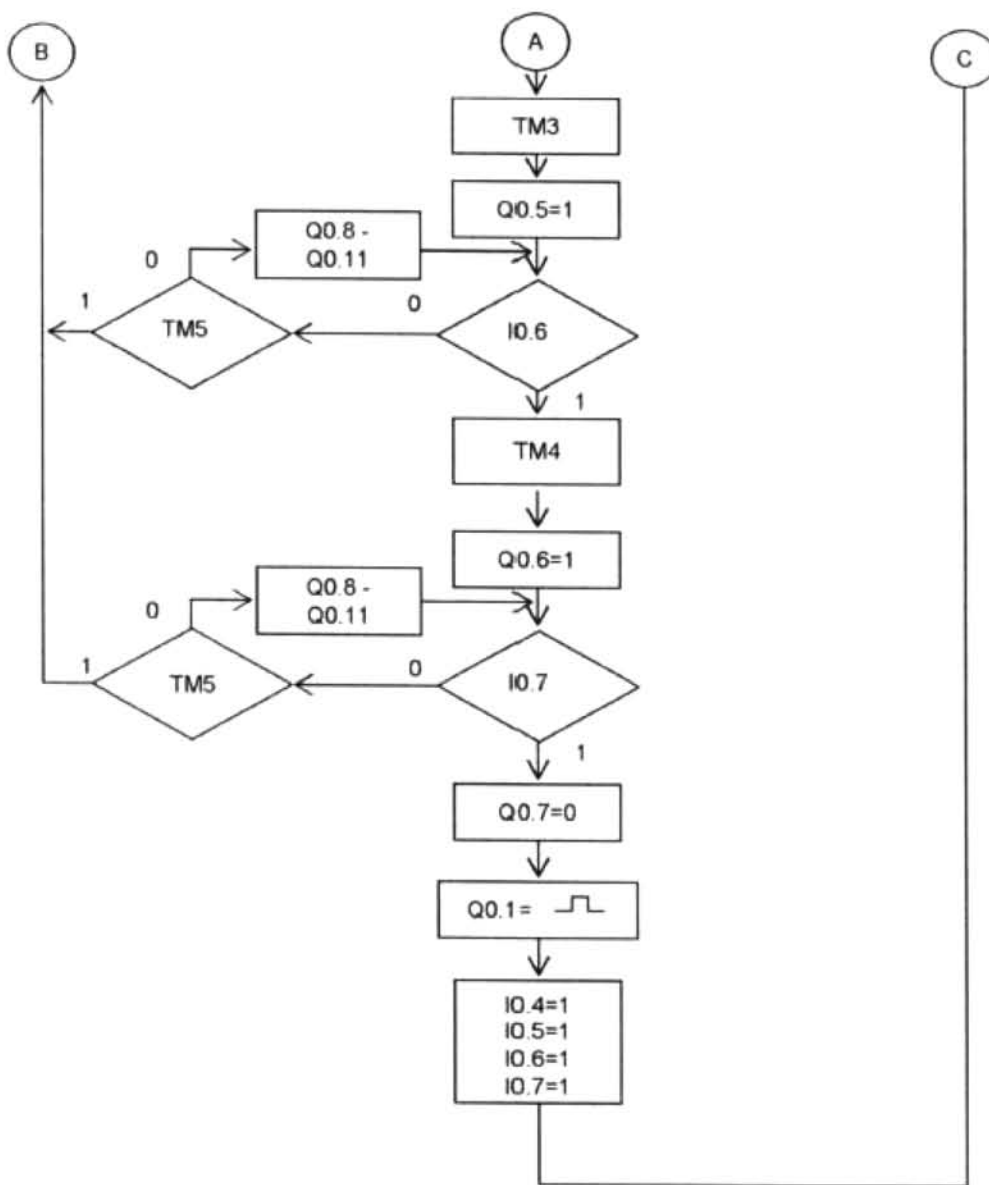 B
A
C
TM3
Q0.5=1
Q0.8 -
Q0.11
0
1
TM5
0
I0.6
1
TM4
Q0.6=1
Q0.8 -
Q0.11
0
1
TM5
0
I0.7
1
Q0.7=0
Q0.1=
I0.4=1
I0.5=1
I0.6=1
I0.7=1